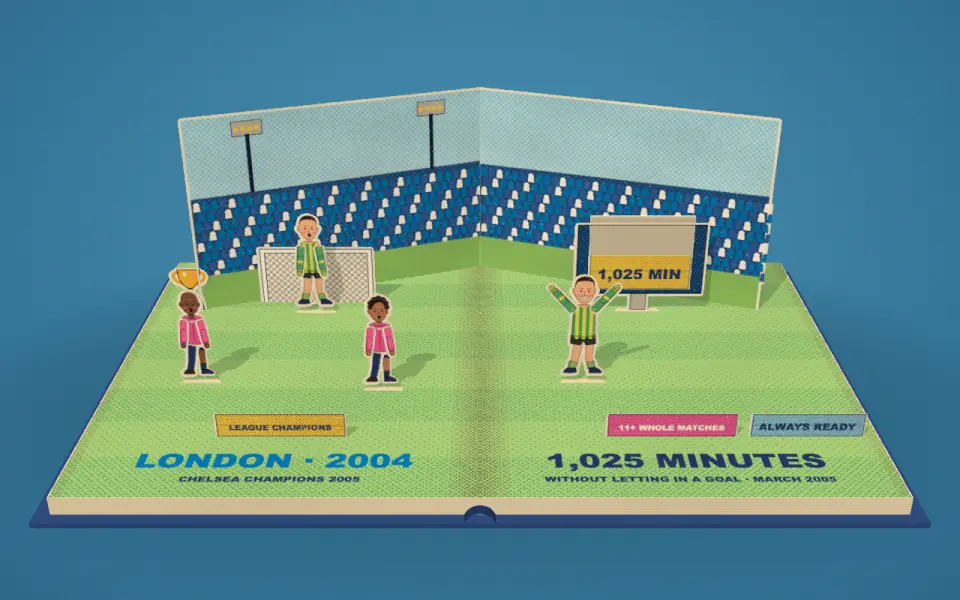 1,025 MIN
LEAGUE CHAMPIONS
LONDON · 2004
CHELSEA CHAMPIONS 2005
11+ WHOLE MATCHES
ALWAYS READY
1,025 MINUTES
WITHOUT LETTING IN A GOAL · MARCH 2005